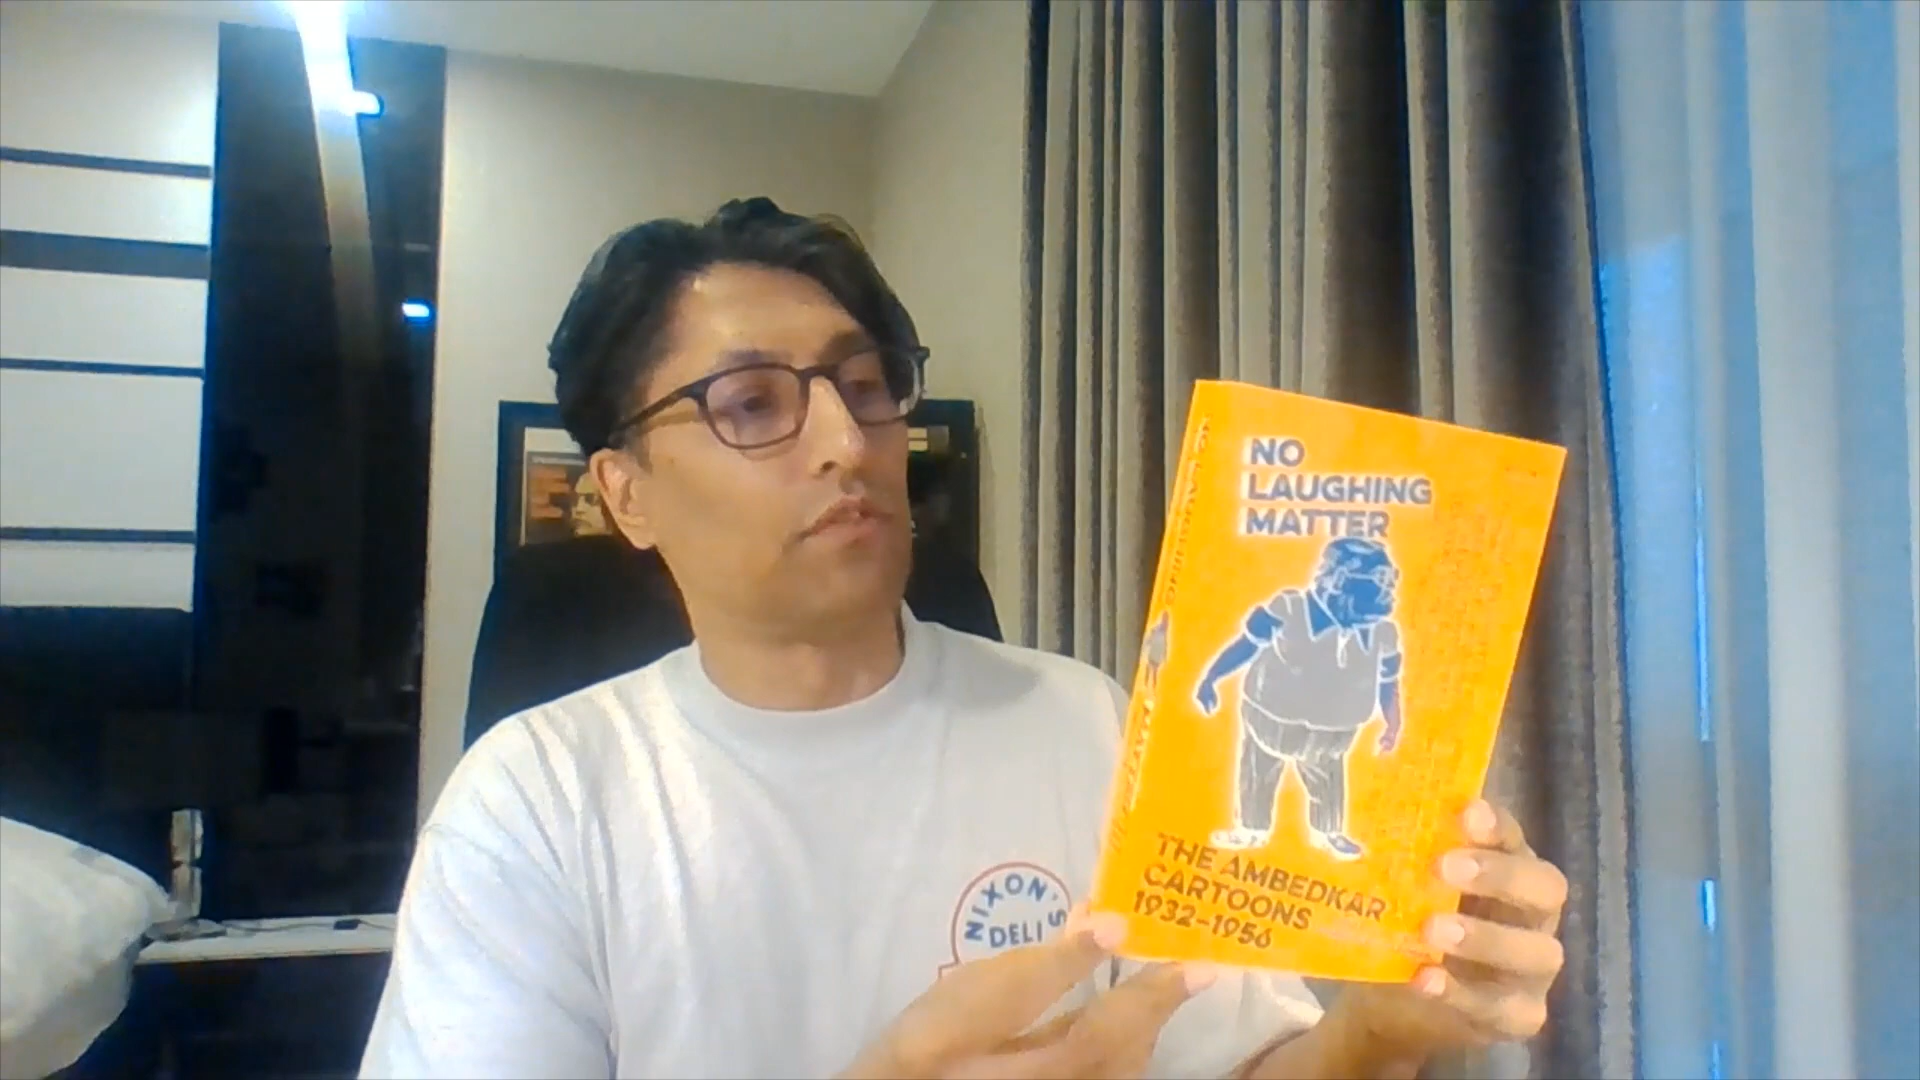 NO
LAUGHING
MATTER
THE AMBEDKAR
CARTOONS
1932–1956
NIXON'S
DELI